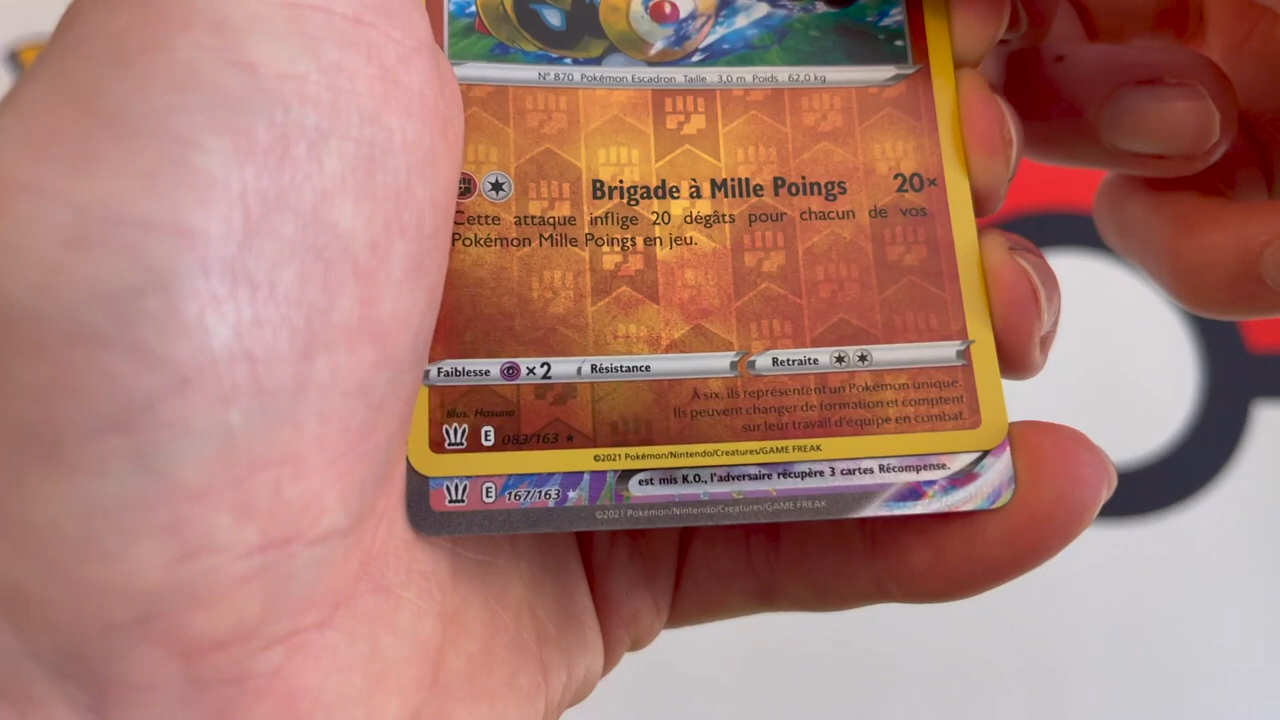 N° 870 Pokémon Escadron Taille : 3,0 m Poids : 62,0 kg
Brigade à Mille Poings 20×
Cette attaque inflige 20 dégâts pour chacun de vos
Pokémon Mille Poings en jeu.
Faiblesse ×2 Résistance Retraite
À six, ils représentent un Pokémon unique.
Ils peuvent changer de formation et comptent
sur leur travail d'équipe en combat.
Illus. Hasuno
E 083/163 ★
©2021 Pokémon/Nintendo/Creatures/GAME FREAK
est mis K.O., l'adversaire récupère 3 cartes Récompense.
E 167/163 ★
©2021 Pokémon/Nintendo/Creatures/GAME FREAK